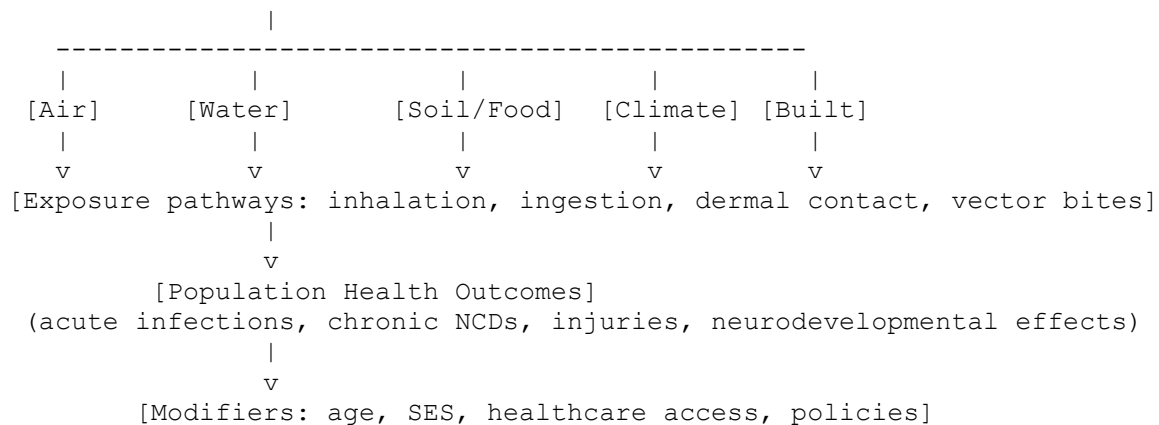 |
-----------------------------------------------
| | | | |
[Air] [Water] [Soil/Food] [Climate] [Built]
| | | | |
v v v v v
[Exposure pathways: inhalation, ingestion, dermal contact, vector bites]
|
v
[Population Health Outcomes]
(acute infections, chronic NCDs, injuries, neurodevelopmental effects)
|
v
[Modifiers: age, SES, healthcare access, policies]